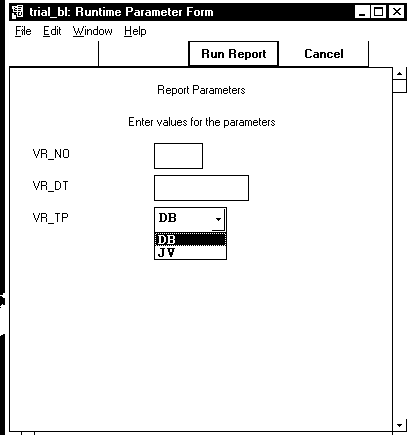 trial_bl: Runtime Parameter Form
File Edit Window Help
Run Report Cancel
Report Parameters
Enter values for the parameters
VR_NO
VR_DT
VR_TP DB
DB
JV